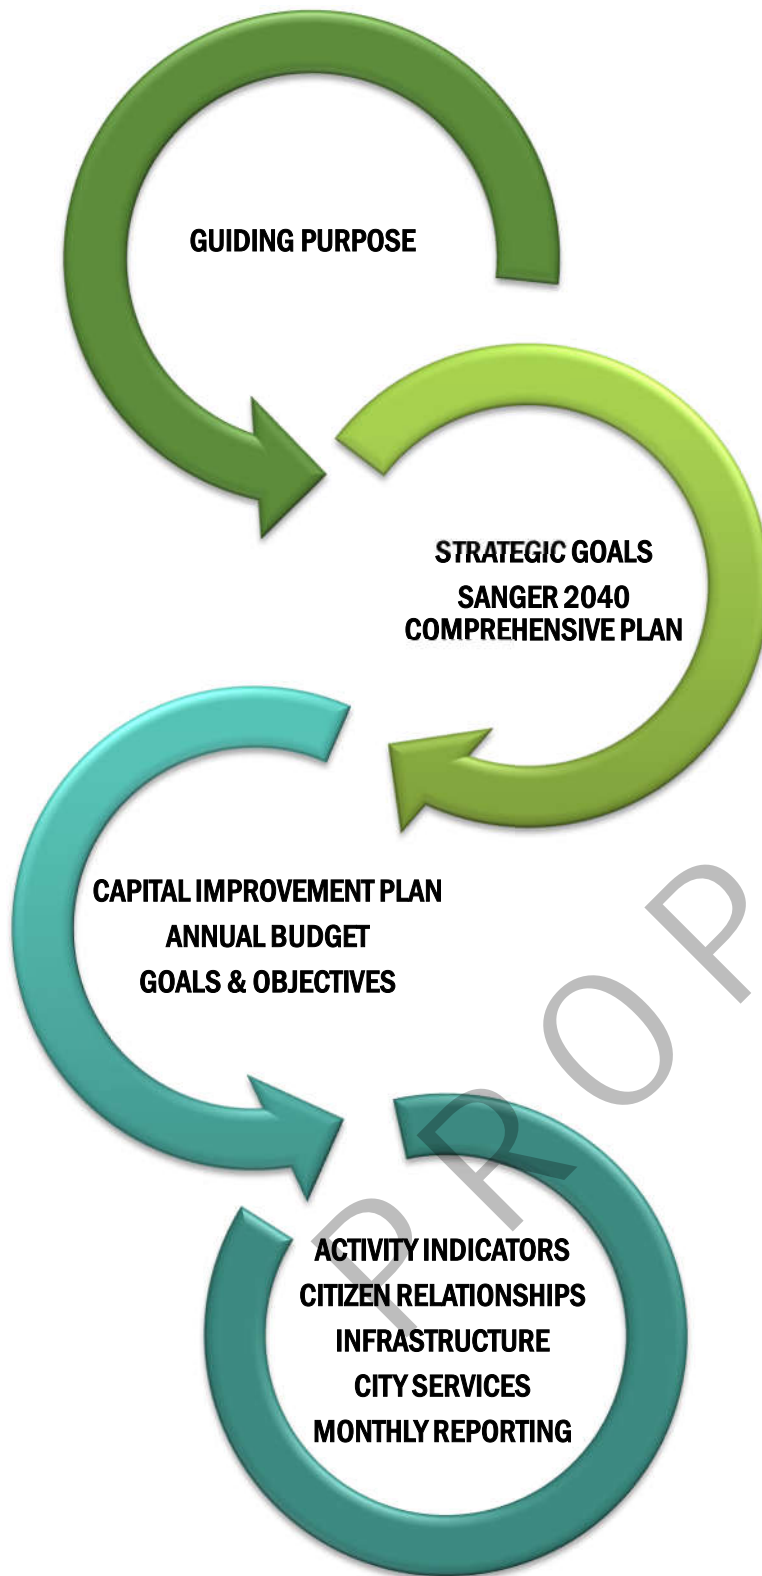 GUIDING PURPOSE
STRATEGIC GOALS
SANGER 2040
COMPREHENSIVE PLAN
CAPITAL IMPROVEMENT PLAN
ANNUAL BUDGET
GOALS & OBJECTIVES
ACTIVITY INDICATORS
CITIZEN RELATIONSHIPS
INFRASTRUCTURE
CITY SERVICES
MONTHLY REPORTING
PROP